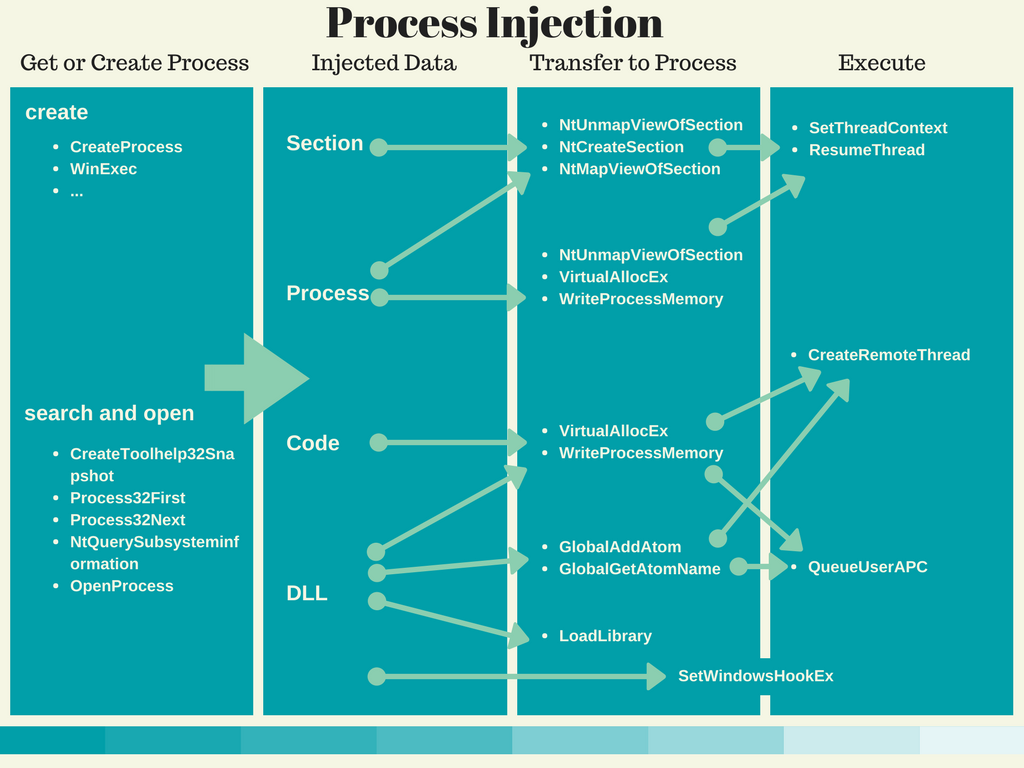 Process Injection
Get or Create Process
Injected Data
Transfer to Process
Execute
create
• CreateProcess
• WinExec
• ...
search and open
• CreateToolhelp32Sna
pshot
• Process32First
• Process32Next
• NtQuerySubsysteminf
ormation
• OpenProcess
Section
Process
Code
DLL
• NtUnmapViewOfSection
• NtCreateSection
• NtMapViewOfSection
• NtUnmapViewOfSection
• VirtualAllocEx
• WriteProcessMemory
• VirtualAllocEx
• WriteProcessMemory
• GlobalAddAtom
• GlobalGetAtomName
• LoadLibrary
SetWindowsHookEx
• SetThreadContext
• ResumeThread
• CreateRemoteThread
• QueueUserAPC